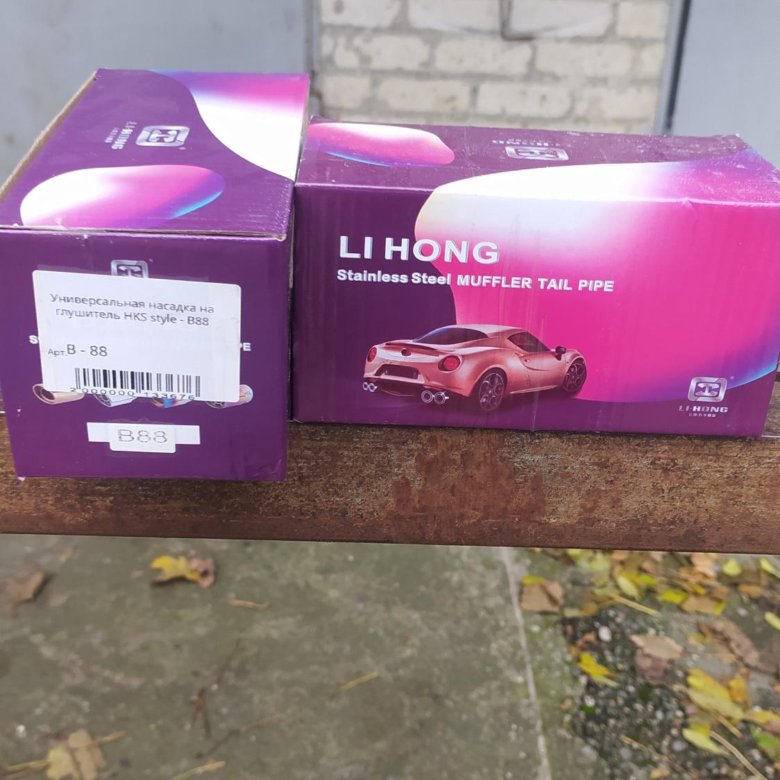 LI-HONG
Универсальная насадка на
глушитель HKS style - B88
Арт. B - 88
2000000133676
B88
LI HONG
Stainless Steel MUFFLER TAIL PIPE
LI-HONG